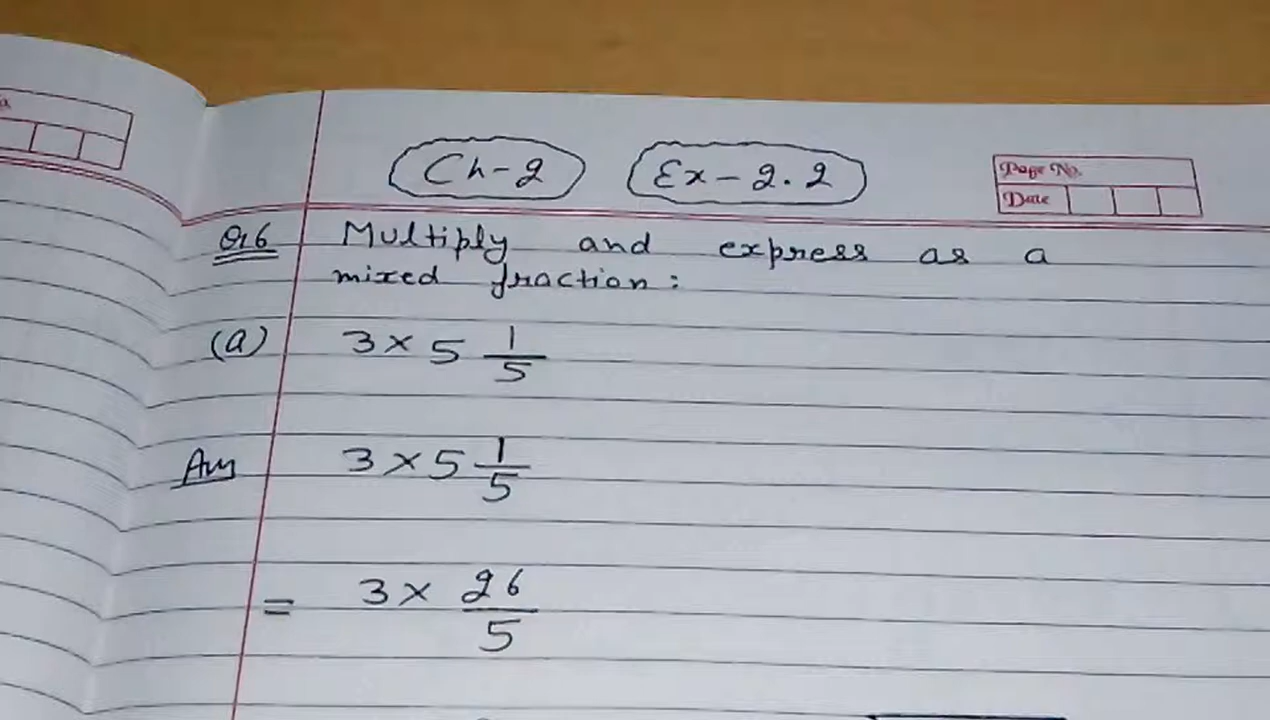 Ch-2 Ex-2.2
Page No.
Date
Q.6 Multiply and express as a
mixed fraction:
(a) 3 × 5 1/5
Ans 3 × 5 1/5
= 3 × 26/5